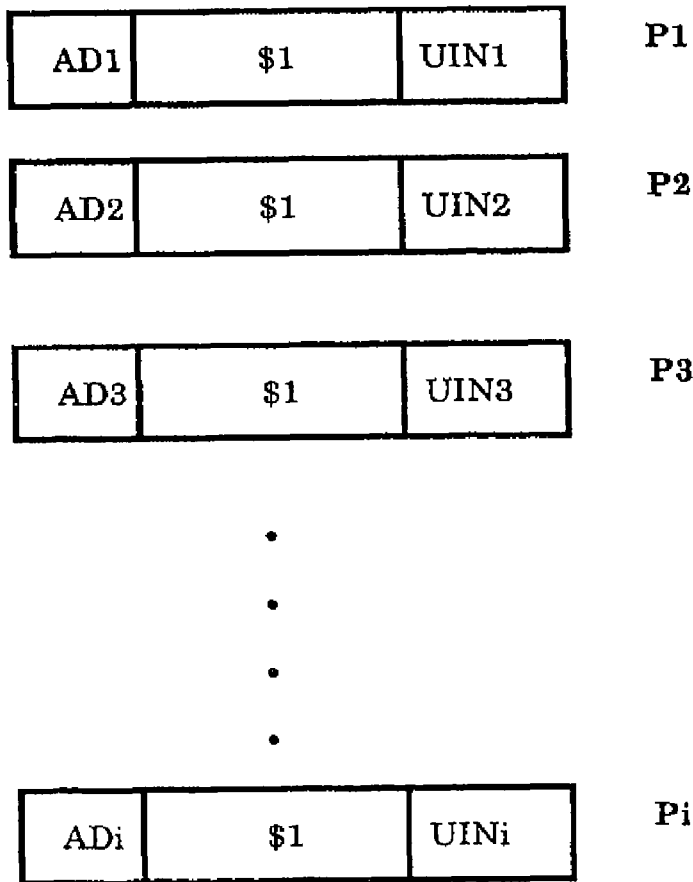 AD1 $1 UIN1 P1
AD2 $1 UIN2 P2
AD3 $1 UIN3 P3
ADi $1 UINi Pi